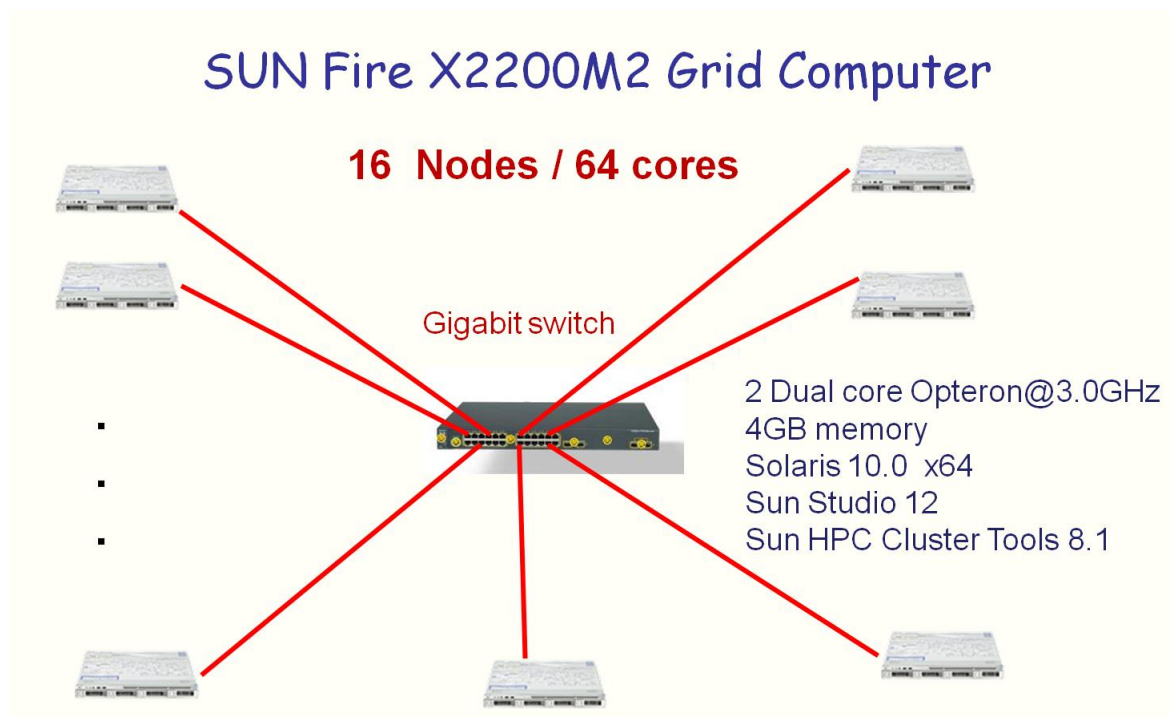 SUN Fire X2200M2 Grid Computer
16 Nodes / 64 cores
Gigabit switch
2 Dual core Opteron@3.0GHz
4GB memory
Solaris 10.0 x64
Sun Studio 12
Sun HPC Cluster Tools 8.1